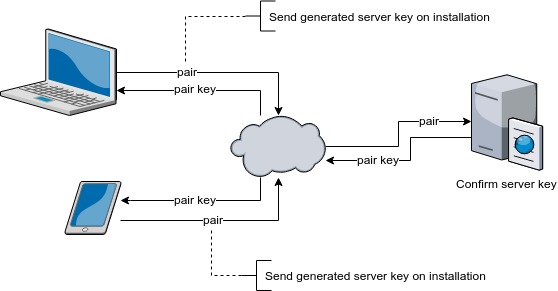 Send generated server key on installation
pair
pair key
pair
pair key
Confirm server key
pair key
pair
Send generated server key on installation